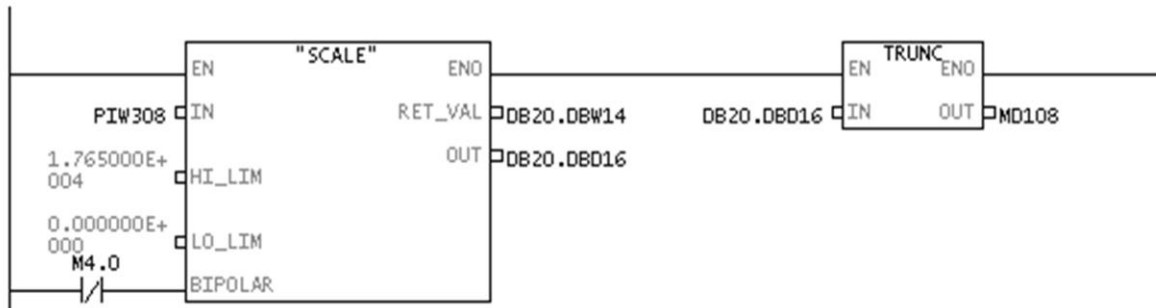 "SCALE"
TRUNC
EN ENO EN ENO
PIW308 IN RET_VAL DB20.DBW14 DB20.DBD16 IN OUT MD108
OUT DB20.DBD16
1.765000E+
004 HI_LIM
0.000000E+
000 LO_LIM
M4.0
BIPOLAR